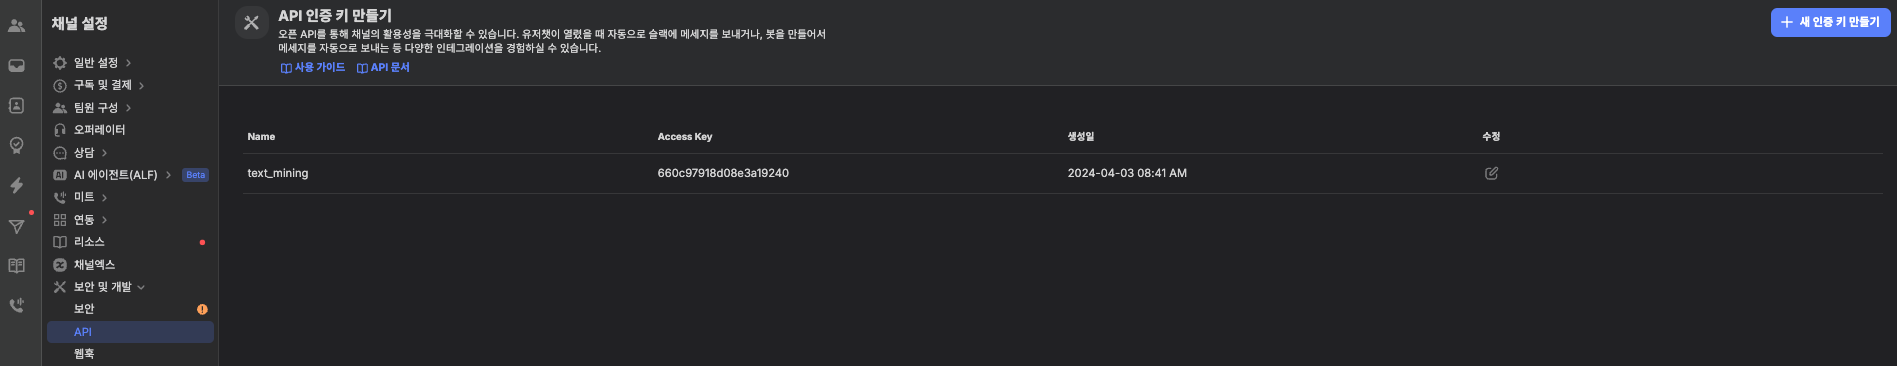 채널 설정
일반 설정
구독 및 결제
팀원 구성
오퍼레이터
상담
AI 에이전트(ALF) Beta
미트
연동
리소스
채널엑스
보안 및 개발
보안
API
웹훅
API 인증 키 만들기
오픈 API를 통해 채널의 활용성을 극대화할 수 있습니다. 유저챗이 열렸을 때 자동으로 슬랙에 메세지를 보내거나, 봇을 만들어서
메세지를 자동으로 보내는 등 다양한 인테그레이션을 경험하실 수 있습니다.
사용 가이드 API 문서
새 인증 키 만들기
Name Access Key 생성일 수정
text_mining 660c97918d08e3a19240 2024-04-03 08:41 AM